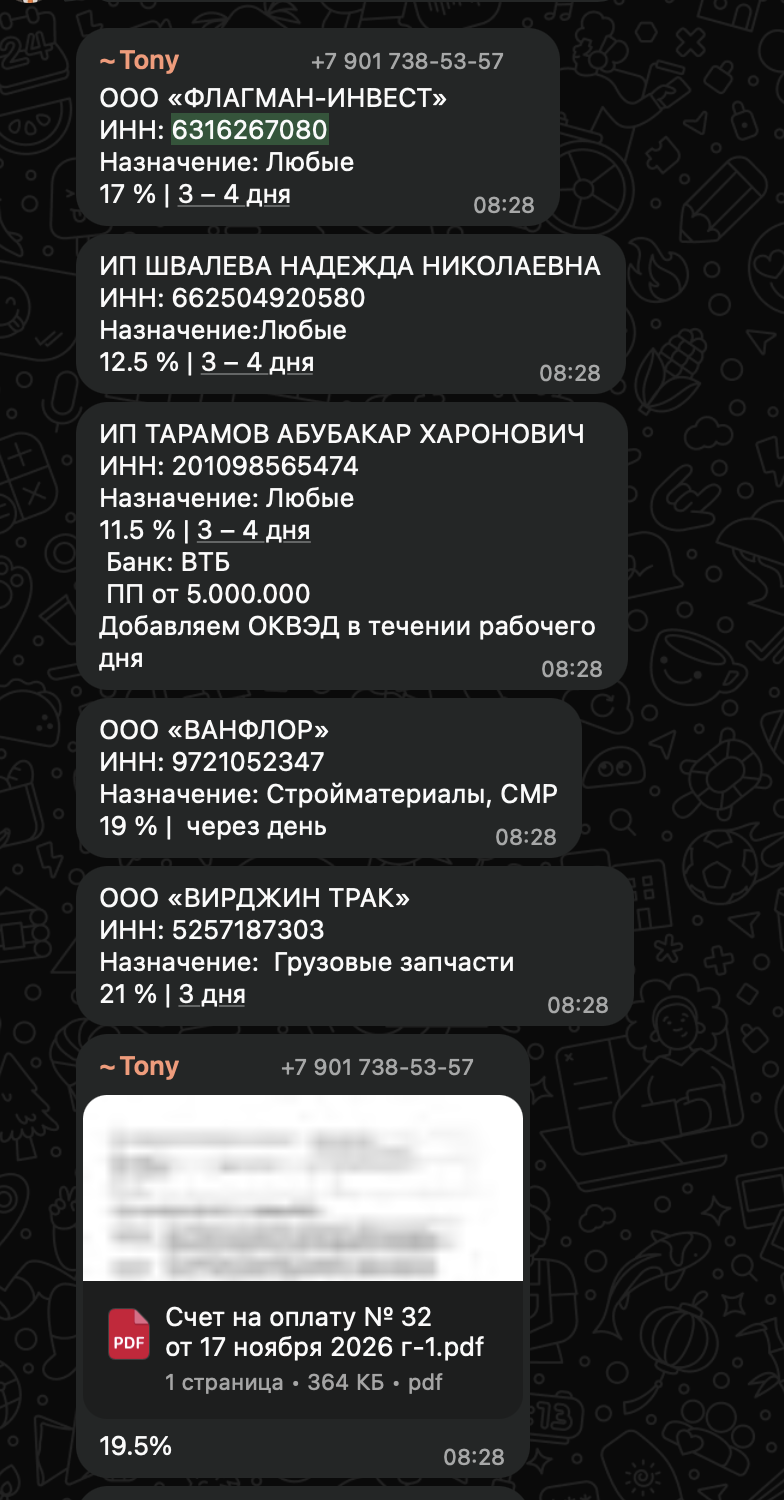 ~ Tony +7 901 738-53-57
ООО «ФЛАГМАН-ИНВЕСТ»
ИНН: 6316267080
Назначение: Любые
17 % | 3 – 4 дня
08:28
ИП ШВАЛЕВА НАДЕЖДА НИКОЛАЕВНА
ИНН: 662504920580
Назначение:Любые
12.5 % | 3 – 4 дня
08:28
ИП ТАРАМОВ АБУБАКАР ХАРОНОВИЧ
ИНН: 201098565474
Назначение: Любые
11.5 % | 3 – 4 дня
Банк: ВТБ
ПП от 5.000.000
Добавляем ОКВЭД в течении рабочего
дня
08:28
ООО «ВАНФЛОР»
ИНН: 9721052347
Назначение: Стройматериалы, СМР
19 % |  через день
08:28
ООО «ВИРДЖИН ТРАК»
ИНН: 5257187303
Назначение:  Грузовые запчасти
21 % | 3 дня
08:28
~ Tony +7 901 738-53-57
PDF
Счет на оплату № 32
от 17 ноября 2026 г-1.pdf
1 страница • 364 КБ • pdf
19.5%
08:28